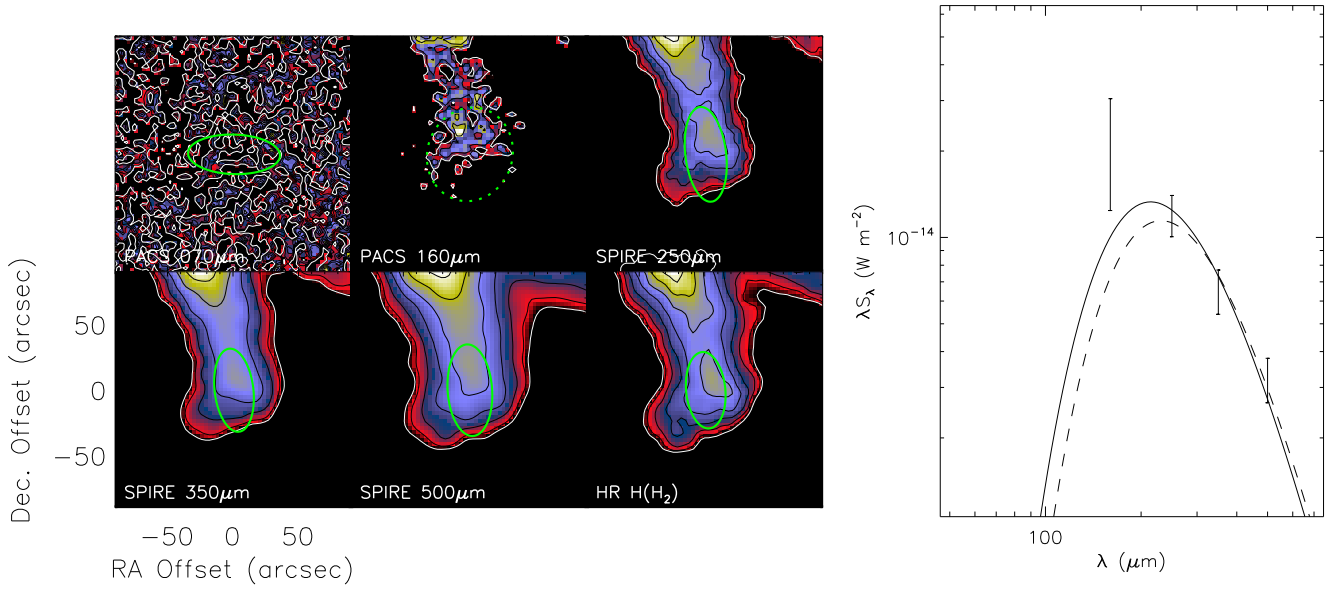 PACS 070μm
PACS 160μm
SPIRE 250μm
SPIRE 350μm
SPIRE 500μm
HR H(H₂)
Dec. Offset (arcsec)
50
0
−50
−50 0 50
RA Offset (arcsec)
λS_λ (W m⁻²)
10⁻¹⁴
100
λ (μm)